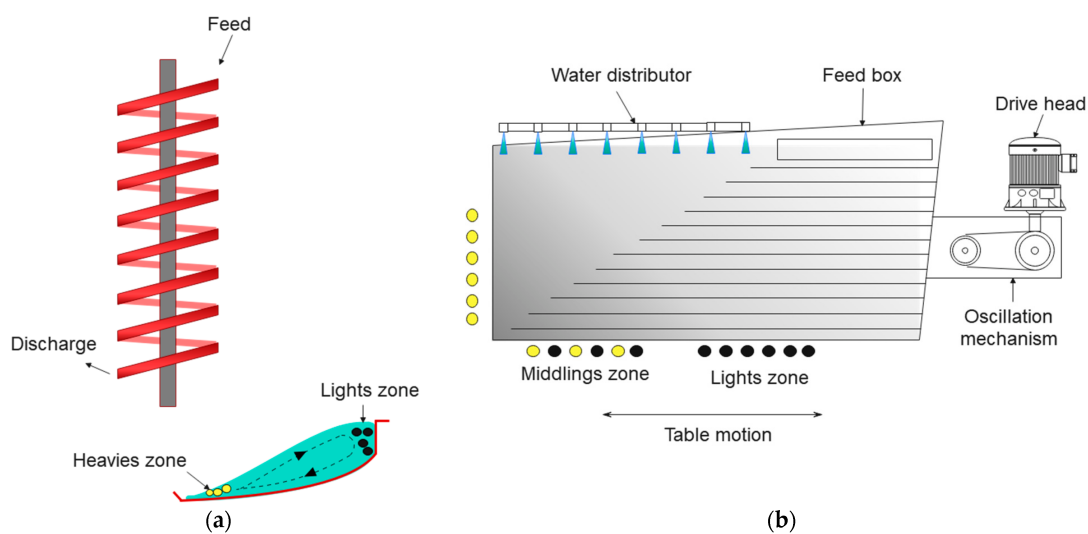 Feed
Discharge
Lights zone
Heavies zone
(a)
Water distributor
Feed box
Drive head
Oscillation
mechanism
Middlings zone
Lights zone
Table motion
(b)